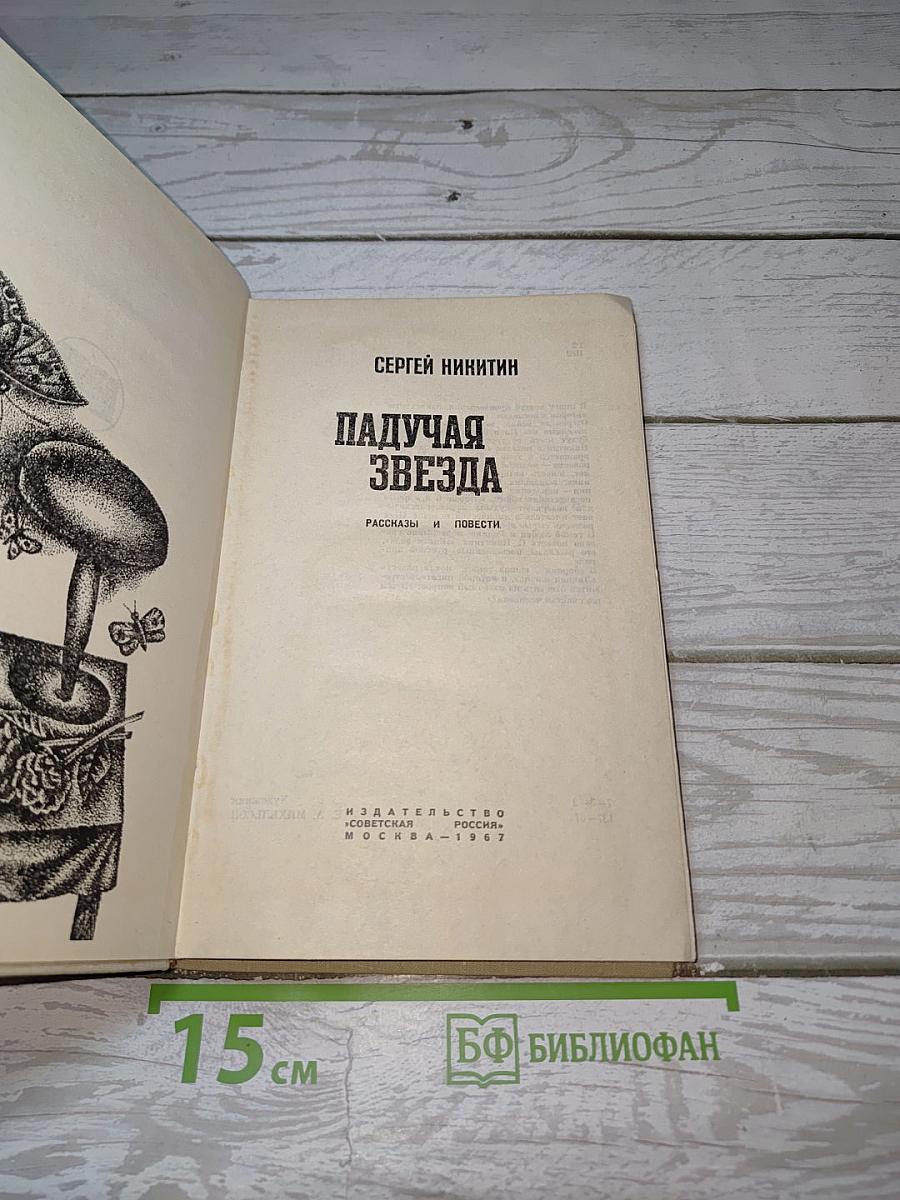 СЕРГЕЙ НИКИТИН
ПАДУЧАЯ
ЗВЕЗДА
РАССКАЗЫ И ПОВЕСТИ
ИЗДАТЕЛЬСТВО
«СОВЕТСКАЯ РОССИЯ»
МОСКВА — 1967
15 см
БФ БИБЛИОФАН